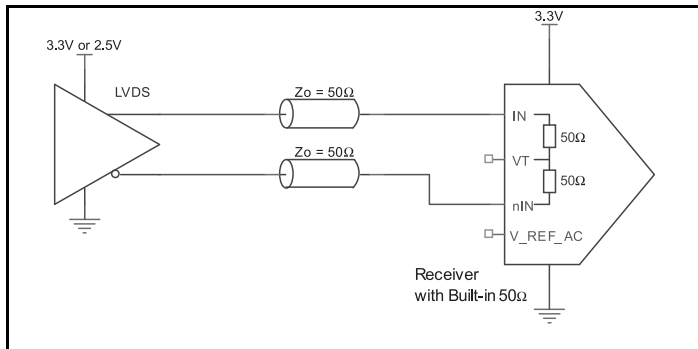 3.3V or 2.5V
3.3V
LVDS
Zo = 50Ω
IN
50Ω
VT
Zo = 50Ω
50Ω
nIN
V_REF_AC
Receiver
with Built-in 50Ω